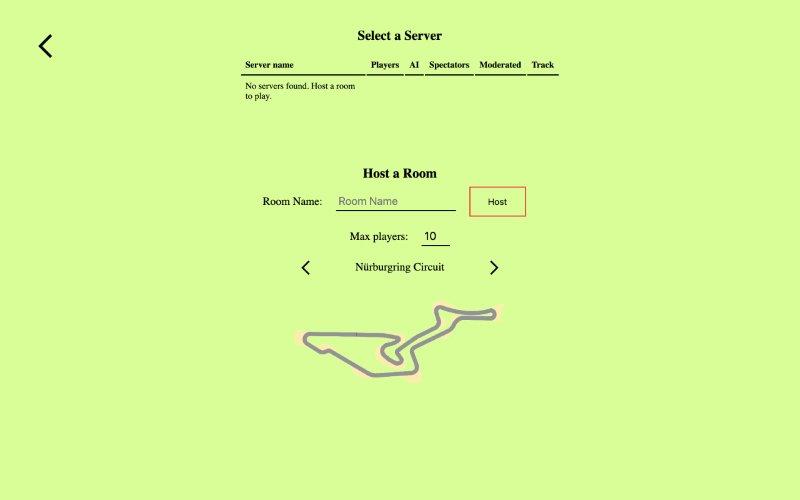 Select a Server
Server name Players AI Spectators Moderated Track
No servers found. Host a room
to play.
Host a Room
Room Name: Room Name Host
Max players: 10
Nürburgring Circuit